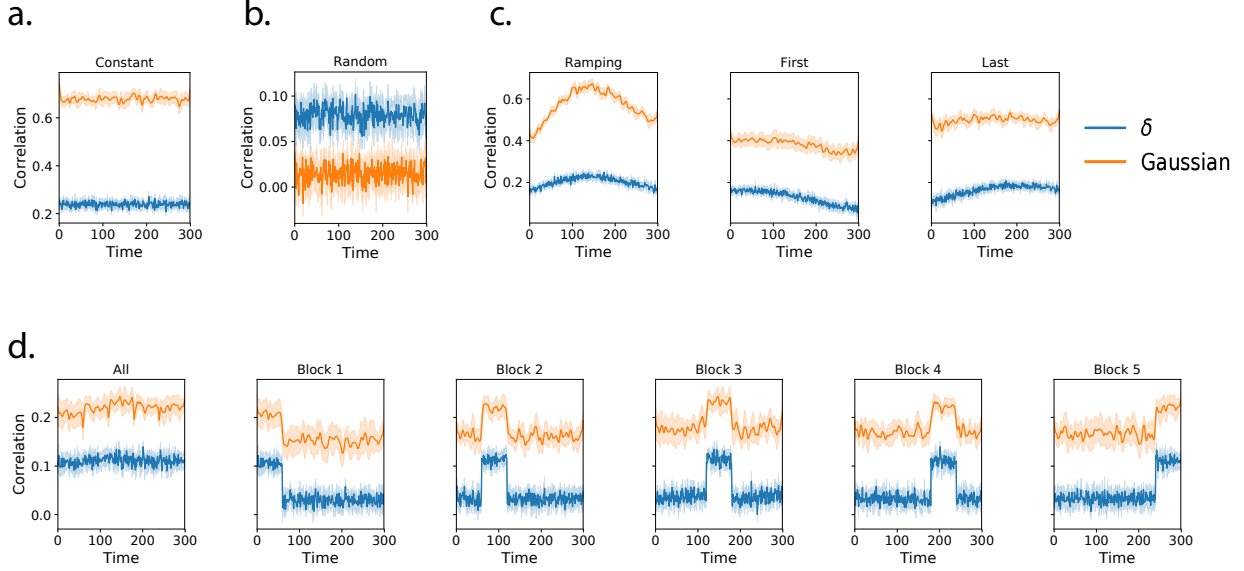 a.
b.
c.
Constant
Random
Ramping
First
Last
Correlation
0.6
0.4
0.2
0 100 200 300
Time
Correlation
0.10
0.05
0.00
0 100 200 300
Time
Correlation
0.6
0.4
0.2
0 100 200 300
Time
0 100 200 300
Time
0 100 200 300
Time
δ
Gaussian
d.
All
Block 1
Block 2
Block 3
Block 4
Block 5
Correlation
0.2
0.1
0.0
0 100 200 300
Time
0 100 200 300
Time
0 100 200 300
Time
0 100 200 300
Time
0 100 200 300
Time
0 100 200 300
Time